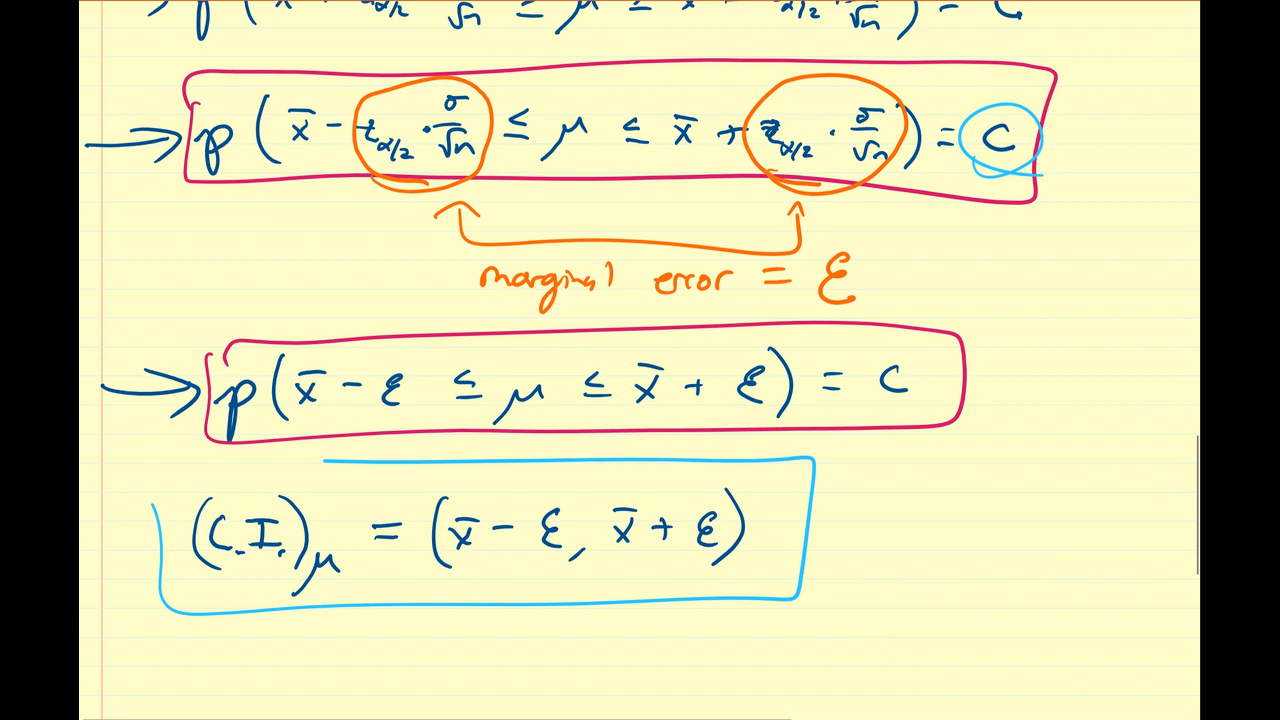 p(x̄ - z_{α/2} · σ/√n ≤ μ ≤ x̄ + z_{α/2} · σ/√n) = C
marginal error = ℰ
p(x̄ - ℰ ≤ μ ≤ x̄ + ℰ) = C
(C.I.)_μ = (x̄ - ℰ, x̄ + ℰ)